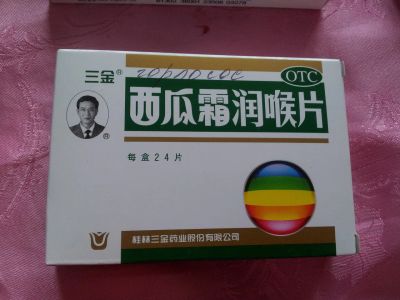 三金®
OTC
西瓜霜润喉片
®
每盒24片
桂林三金药业股份有限公司